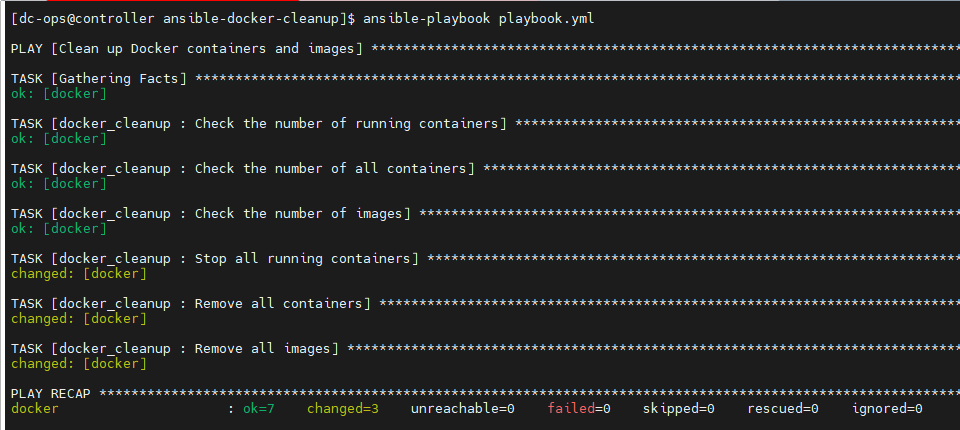 [dc-ops@controller ansible-docker-cleanup]$ ansible-playbook playbook.yml
PLAY [Clean up Docker containers and images] **************************************************************************
TASK [Gathering Facts] ************************************************************************************************
ok: [docker]
TASK [docker_cleanup : Check the number of running containers] ********************************************************
ok: [docker]
TASK [docker_cleanup : Check the number of all containers] ************************************************************
ok: [docker]
TASK [docker_cleanup : Check the number of images] ********************************************************************
ok: [docker]
TASK [docker_cleanup : Stop all running containers] *******************************************************************
changed: [docker]
TASK [docker_cleanup : Remove all containers] *************************************************************************
changed: [docker]
TASK [docker_cleanup : Remove all images] *****************************************************************************
changed: [docker]
PLAY RECAP ************************************************************************************************************
docker                     : ok=7    changed=3    unreachable=0    failed=0    skipped=0    rescued=0    ignored=0